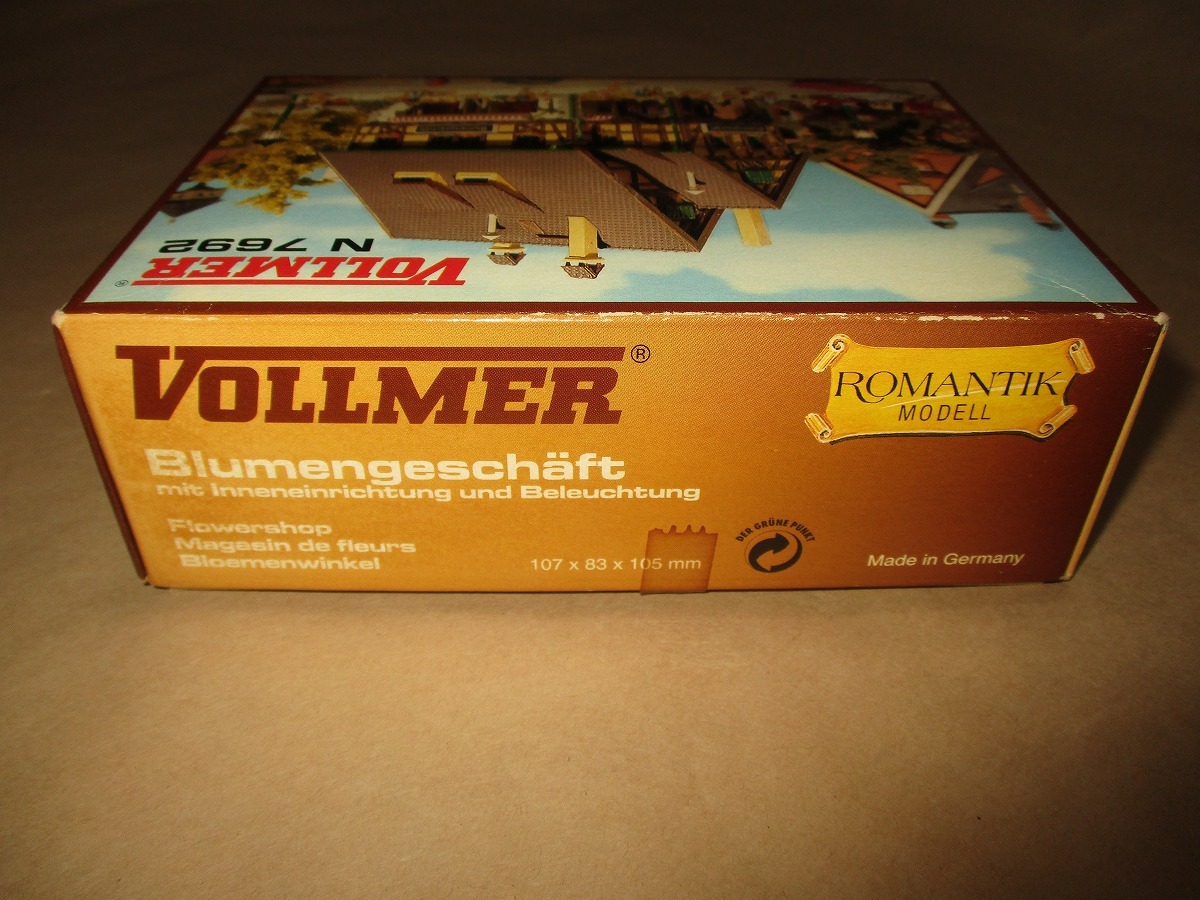 VOLLMER®
N 7692
VOLLMER®
ROMANTIK
MODELL
Blumengeschäft
mit Inneneinrichtung und Beleuchtung
Flowershop
Magesin de fleurs
Bloemenwinkel
107 x 83 x 105 mm
DER GRÜNE PUNKT
Made in Germany